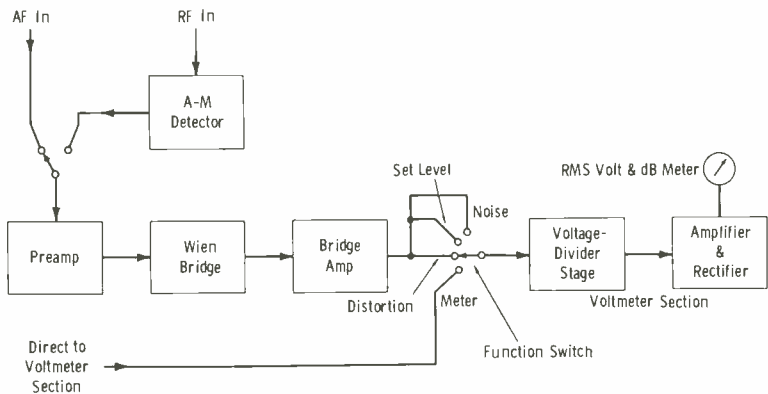 AF In
RF In
A-M
Detector
Set Level
Noise
RMS Volt & dB Meter
Preamp
Wien
Bridge
Bridge
Amp
Voltage-
Divider
Stage
Amplifier
&
Rectifier
Distortion
Meter
Voltmeter Section
Function Switch
Direct to
Voltmeter
Section